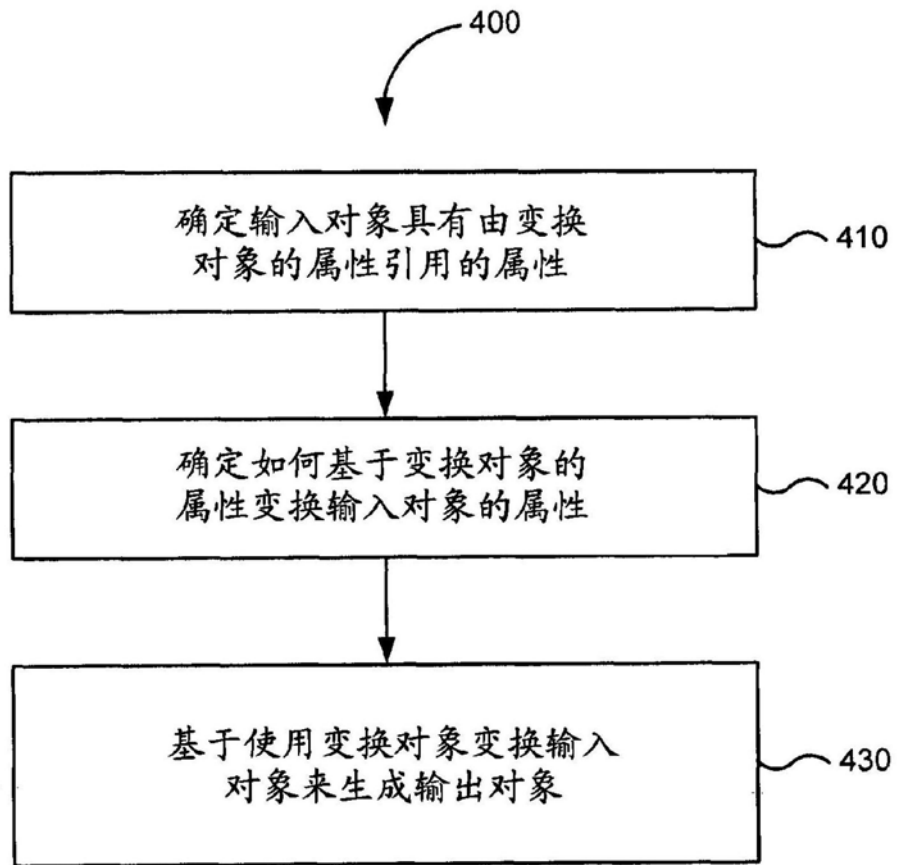 400
确定输入对象具有由变换
对象的属性引用的属性
410
确定如何基于变换对象的
属性变换输入对象的属性
420
基于使用变换对象变换输入
对象来生成输出对象
430